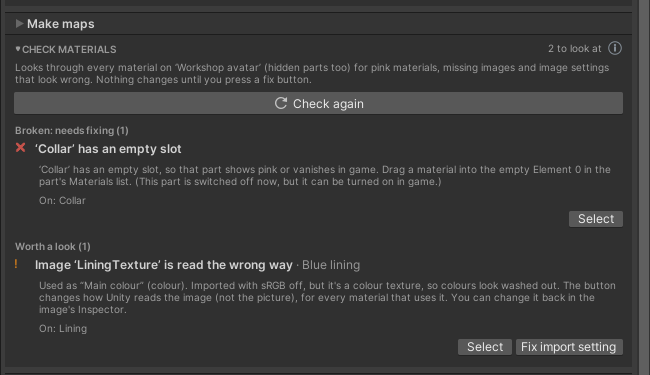 Make maps
CHECK MATERIALS
2 to look at
Looks through every material on ‘Workshop avatar’ (hidden parts too) for pink materials, missing images and image settings
that look wrong. Nothing changes until you press a fix button.
Check again
Broken: needs fixing (1)
‘Collar’ has an empty slot
‘Collar’ has an empty slot, so that part shows pink or vanishes in game. Drag a material into the empty Element 0 in the
part's Materials list. (This part is switched off now, but it can be turned on in game.)
On: Collar
Select
Worth a look (1)
! Image ‘LiningTexture’ is read the wrong way · Blue lining
Used as “Main colour” (colour). Imported with sRGB off, but it's a colour texture, so colours look washed out. The button
changes how Unity reads the image (not the picture), for every material that uses it. You can change it back in the
image's Inspector.
On: Lining
Select
Fix import setting